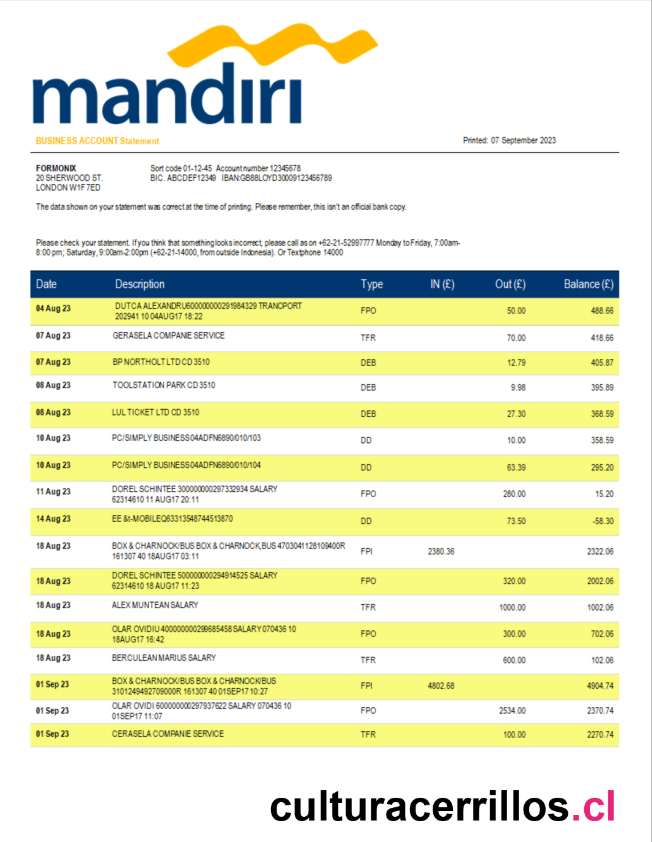 mandiri
BUSINESS ACCOUNT Statement Printed: 07 September 2023
FORMONIX Sort code 01-12-45 Account number 12345678
20 SHERWOOD ST. BIC. ABCDEF12349 IBAN:GB88LOYD30009123456789
LONDON W1F 7ED
The data shown on your statement was correct at the time of printing. Please remember, this isn't an official bank copy.
Please check your statement. If you think that something looks incorrect, please call as on +62-21-52997777 Monday to Friday, 7:00am-
8:00 pm; Saturday, 9:00am-2:00pm (+62-21-14000, from outside Indonesia). Or Textphone 14000
Date Description Type IN (£) Out (£) Balance (£)
04 Aug 23 DUTCA ALEXANDRU600000000291984329 TRANCPORT
202941 10 04AUG17 18:22 FPO 50.00 488.66
07 Aug 23 GERASELA COMPANIE SERVICE TFR 70.00 418.66
07 Aug 23 BP NORTHOLT LTD CD 3510 DEB 12.79 405.87
08 Aug 23 TOOLSTATION PARK CD 3510 DEB 9.98 395.89
08 Aug 23 LUL TICKET LTD CD 3510 DEB 27.30 368.59
10 Aug 23 PC/SIMPLY BUSINESS04ADFN6890/010/103 DD 10.00 358.59
10 Aug 23 PC/SIMPLY BUSINESS04ADFN6890/010/104 DD 63.39 295.20
11 Aug 23 DOREL SCHINTEE 300000000297332934 SALARY
62314610 11 AUG17 20:11 FPO 280.00 15.20
14 Aug 23 EE &t-MOBILEQ63313548744513870 DD 73.50 -58.30
18 Aug 23 BOX & CHARNOCK/BUS BOX & CHARNOCK,BUS 4703041128109400R
161307 40 18AUG17 03:11 FPI 2380.36 2322.06
18 Aug 23 DOREL SCHINTEE 500000000294914525 SALARY
62314610 18 AUG17 11:23 FPO 320.00 2002.06
18 Aug 23 ALEX MUNTEAN SALARY TFR 1000.00 1002.06
18 Aug 23 OLAR OVIDIU 400000000299685458 SALARY 070436 10
18AUG17 16:42 FPO 300.00 702.06
18 Aug 23 BERCULEAN MARIUS SALARY TFR 600.00 102.06
01 Sep 23 BOX & CHARNOCK/BUS BOX & CHARNOCK/BUS
3101249492709000R 161307 40 01SEP17 10:27 FPI 4802.68 4904.74
01 Sep 23 OLAR OVIDI 600000000297937622 SALARY 070436 10
01SEP17 11:07 FPO 2534.00 2370.74
01 Sep 23 CERASELA COMPANIE SERVICE TFR 100.00 2270.74
culturacerrillos.cl